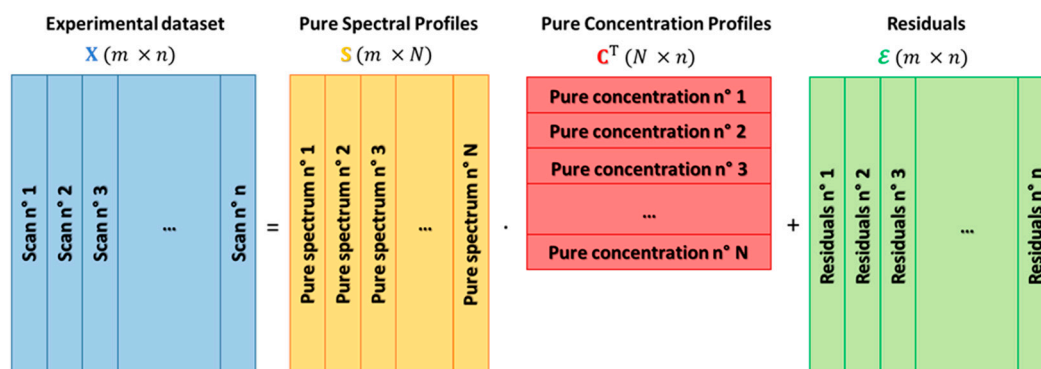 Experimental dataset
X (m × n)
Scan n° 1
Scan n° 2
Scan n° 3
...
Scan n° n
=
Pure Spectral Profiles
S (m × N)
Pure spectrum n° 1
Pure spectrum n° 2
Pure spectrum n° 3
...
Pure spectrum n° N
·
Pure Concentration Profiles
Cᵀ (N × n)
Pure concentration n° 1
Pure concentration n° 2
Pure concentration n° 3
...
Pure concentration n° N
+
Residuals
ℰ (m × n)
Residuals n° 1
Residuals n° 2
Residuals n° 3
...
Residuals n° n